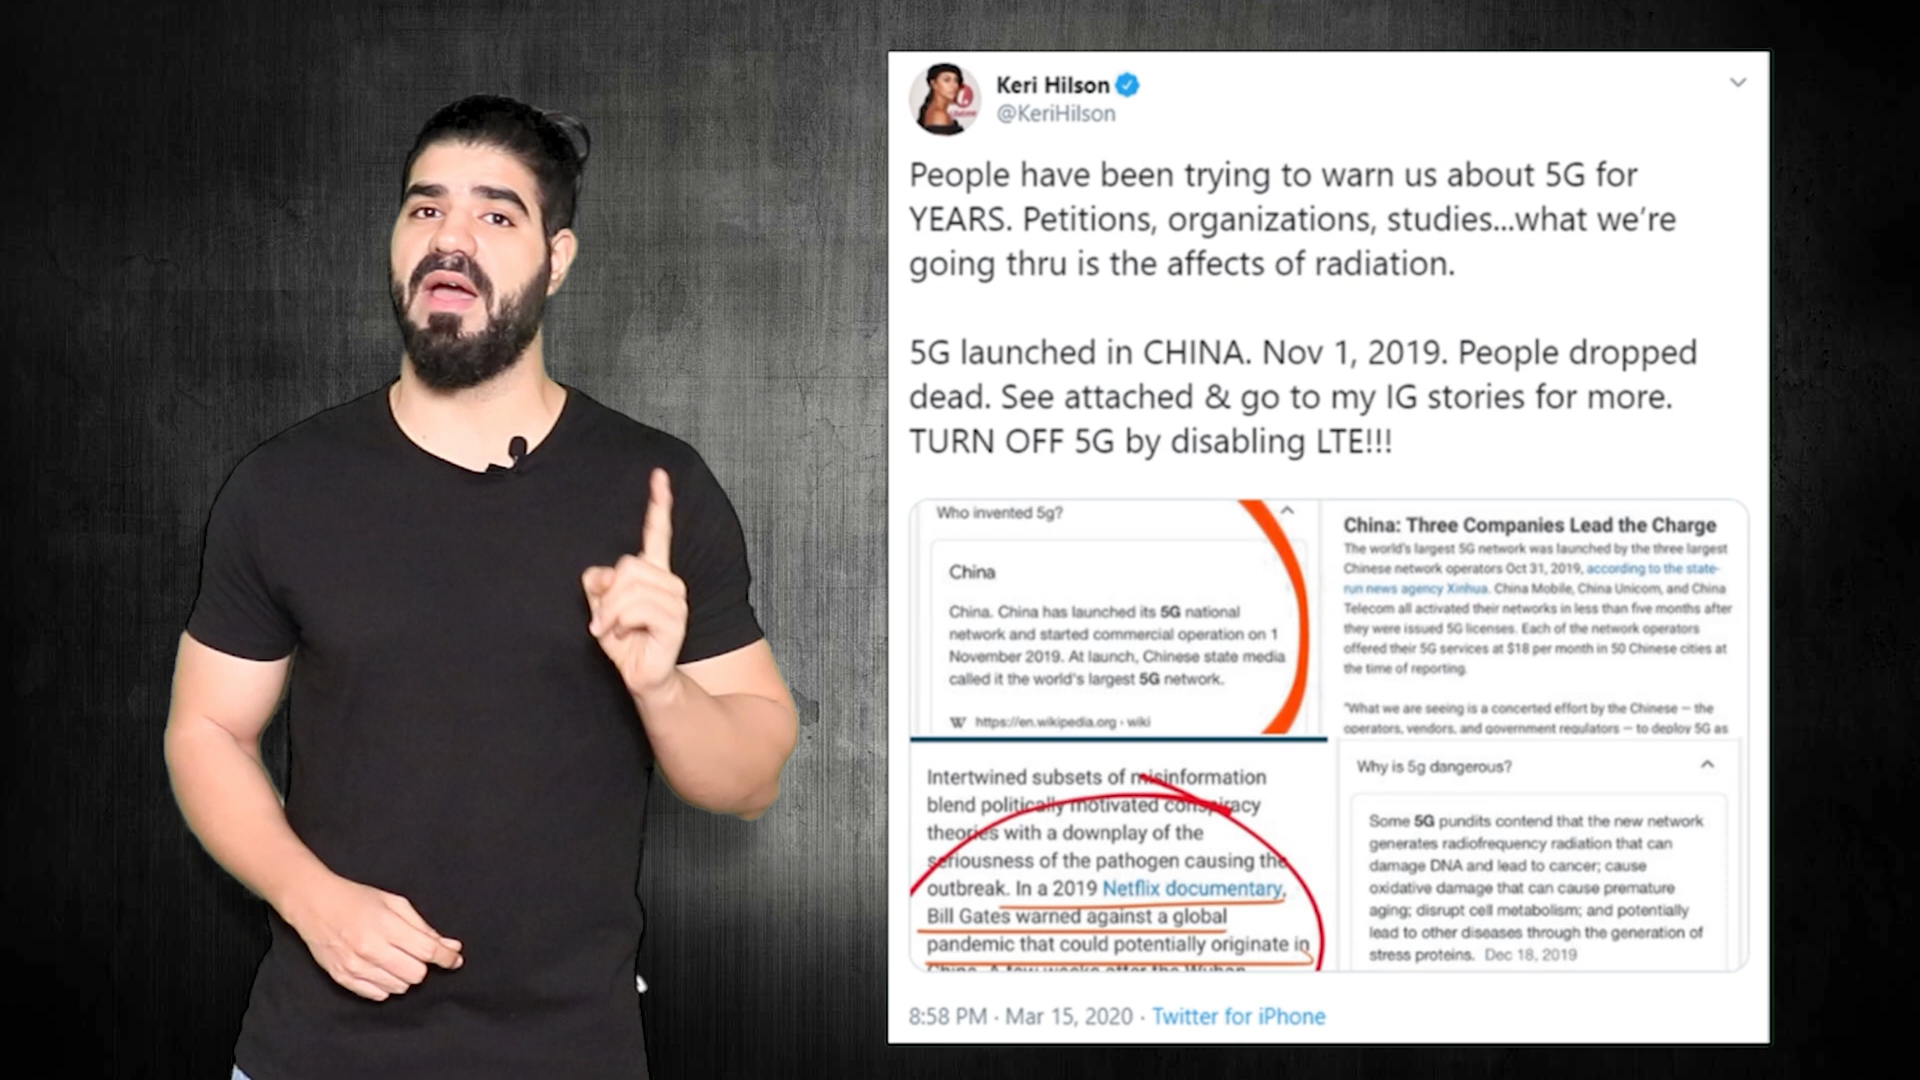 Keri Hilson
@KeriHilson
People have been trying to warn us about 5G for
YEARS. Petitions, organizations, studies...what we’re
going thru is the affects of radiation.
5G launched in CHINA. Nov 1, 2019. People dropped
dead. See attached & go to my IG stories for more.
TURN OFF 5G by disabling LTE!!!
Who invented 5g?
China
China. China has launched its 5G national
network and started commercial operation on 1
November 2019. At launch, Chinese state media
called it the world's largest 5G network.
W https://en.wikipedia.org › wiki
China: Three Companies Lead the Charge
The world's largest 5G network was launched by the three largest
Chinese network operators Oct 31, 2019, according to the state-
run news agency Xinhua. China Mobile, China Unicom, and China
Telecom all activated their networks in less than five months after
they were issued 5G licenses. Each of the network operators
offered their 5G services at $18 per month in 50 Chinese cities at
the time of reporting.
"What we are seeing is a concerted effort by the Chinese — the
operators, vendors, and government regulators — to deploy 5G as
Intertwined subsets of misinformation
blend politically motivated conspiracy
theories with a downplay of the
seriousness of the pathogen causing the
outbreak. In a 2019 Netflix documentary,
Bill Gates warned against a global
pandemic that could potentially originate in
China. A few weeks after the Wuhan
Why is 5g dangerous?
Some 5G pundits contend that the new network
generates radiofrequency radiation that can
damage DNA and lead to cancer; cause
oxidative damage that can cause premature
aging; disrupt cell metabolism; and potentially
lead to other diseases through the generation of
stress proteins. Dec 18, 2019
8:58 PM · Mar 15, 2020 · Twitter for iPhone